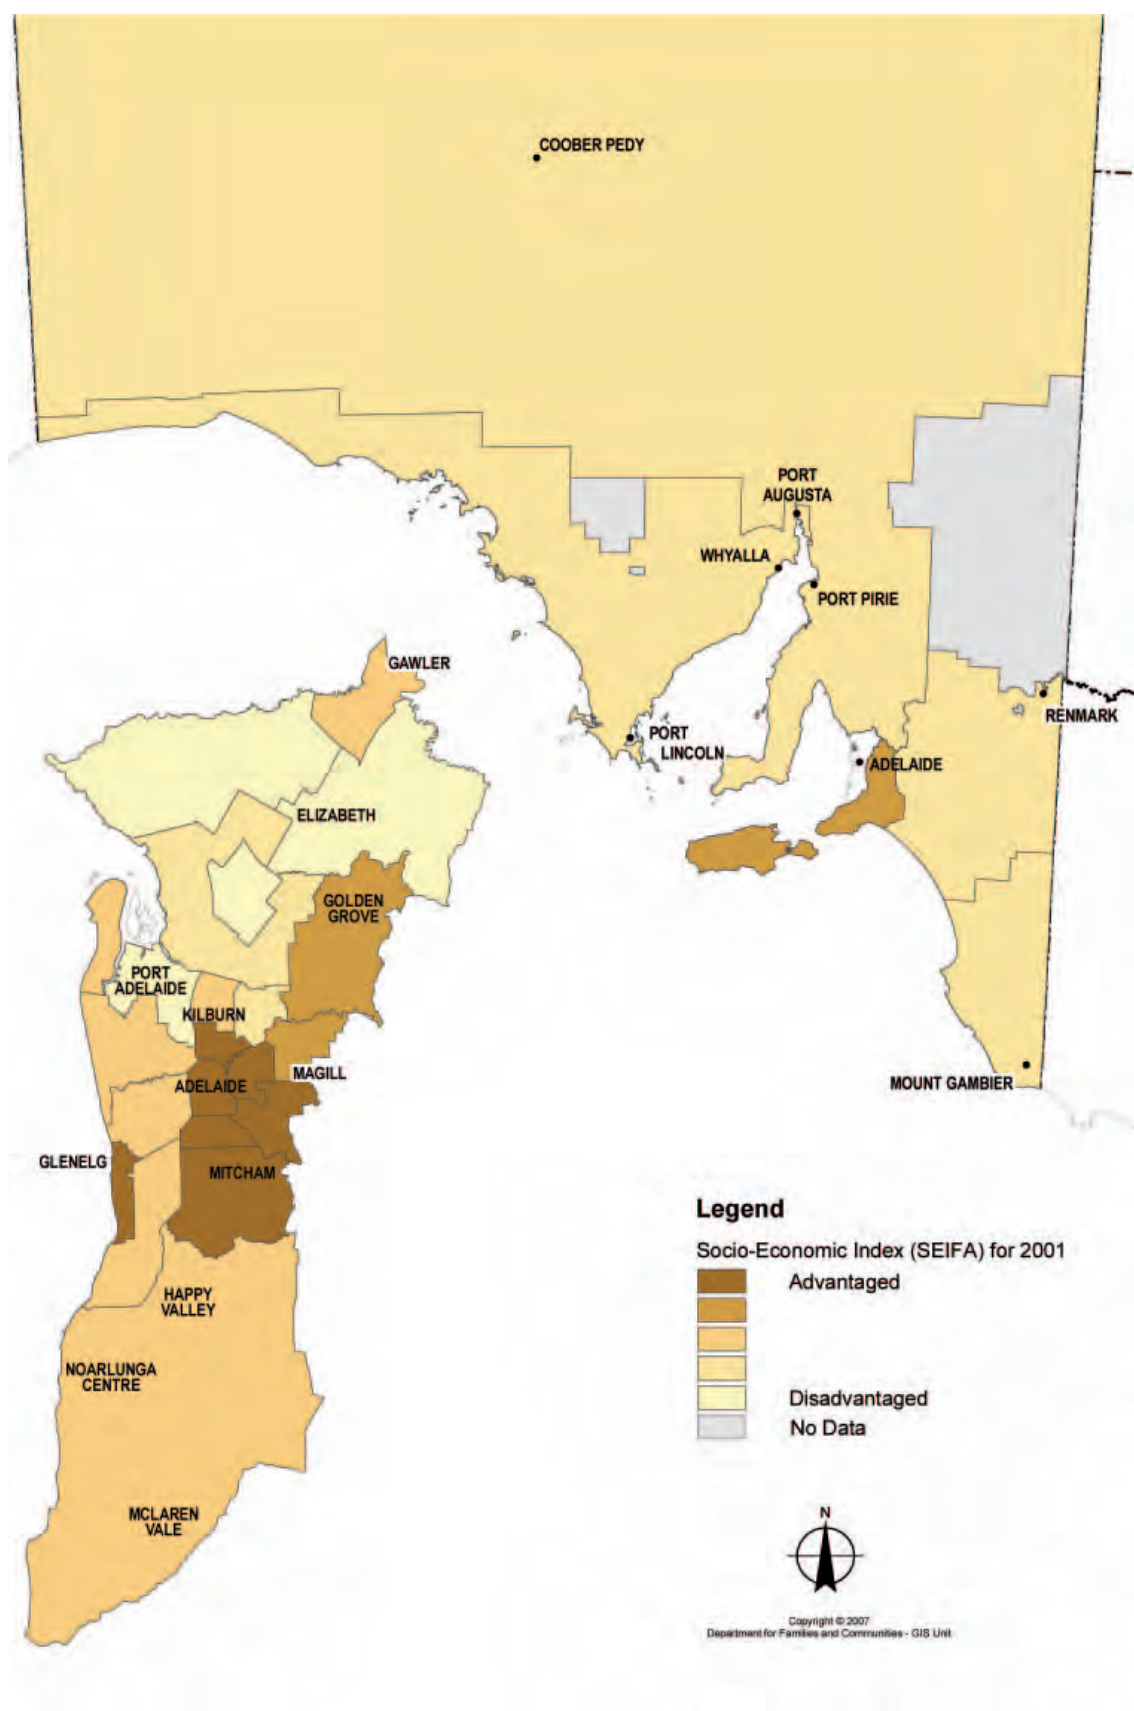 COOBER PEDY
PORT
AUGUSTA
WHYALLA
PORT PIRIE
GAWLER
RENMARK
PORT
LINCOLN
ADELAIDE
ELIZABETH
GOLDEN
GROVE
PORT
ADELAIDE
KILBURN
MAGILL
ADELAIDE
MOUNT GAMBIER
GLENELG
MITCHAM
HAPPY
VALLEY
NOARLUNGA
CENTRE
MCLAREN
VALE
Legend
Socio-Economic Index (SEIFA) for 2001
Advantaged
Disadvantaged
No Data
N
Copyright © 2007
Department for Families and Communities - GIS Unit